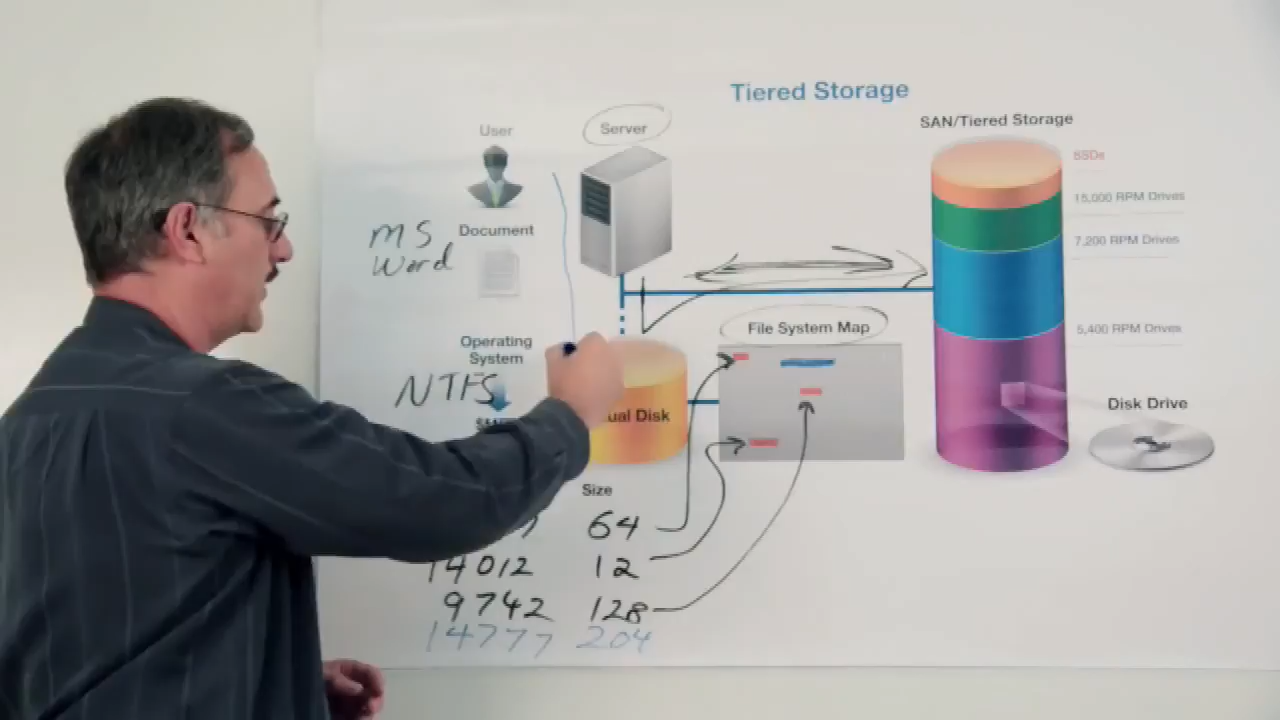 Tiered Storage
User
Server
SAN/Tiered Storage
SSDs
15,000 RPM Drives
7,200 RPM Drives
5,400 RPM Drives
MS
Word
Document
Operating
System
NTFS
File System Map
Disk
Disk Drive
Size
64
14012 12
9742 128
14777 204